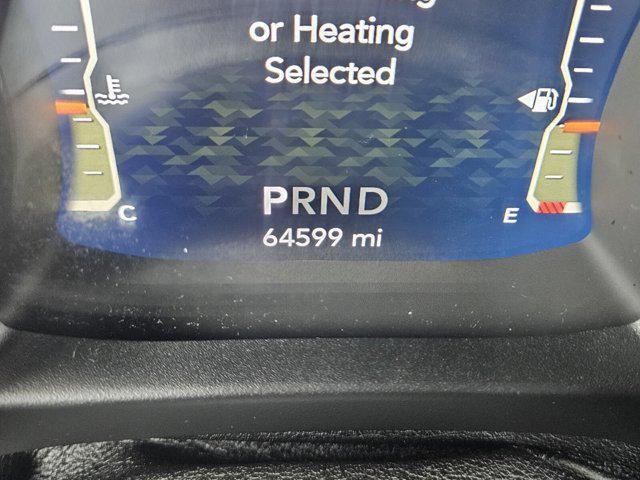 or Heating
Selected
C
E
PRND
64599 mi